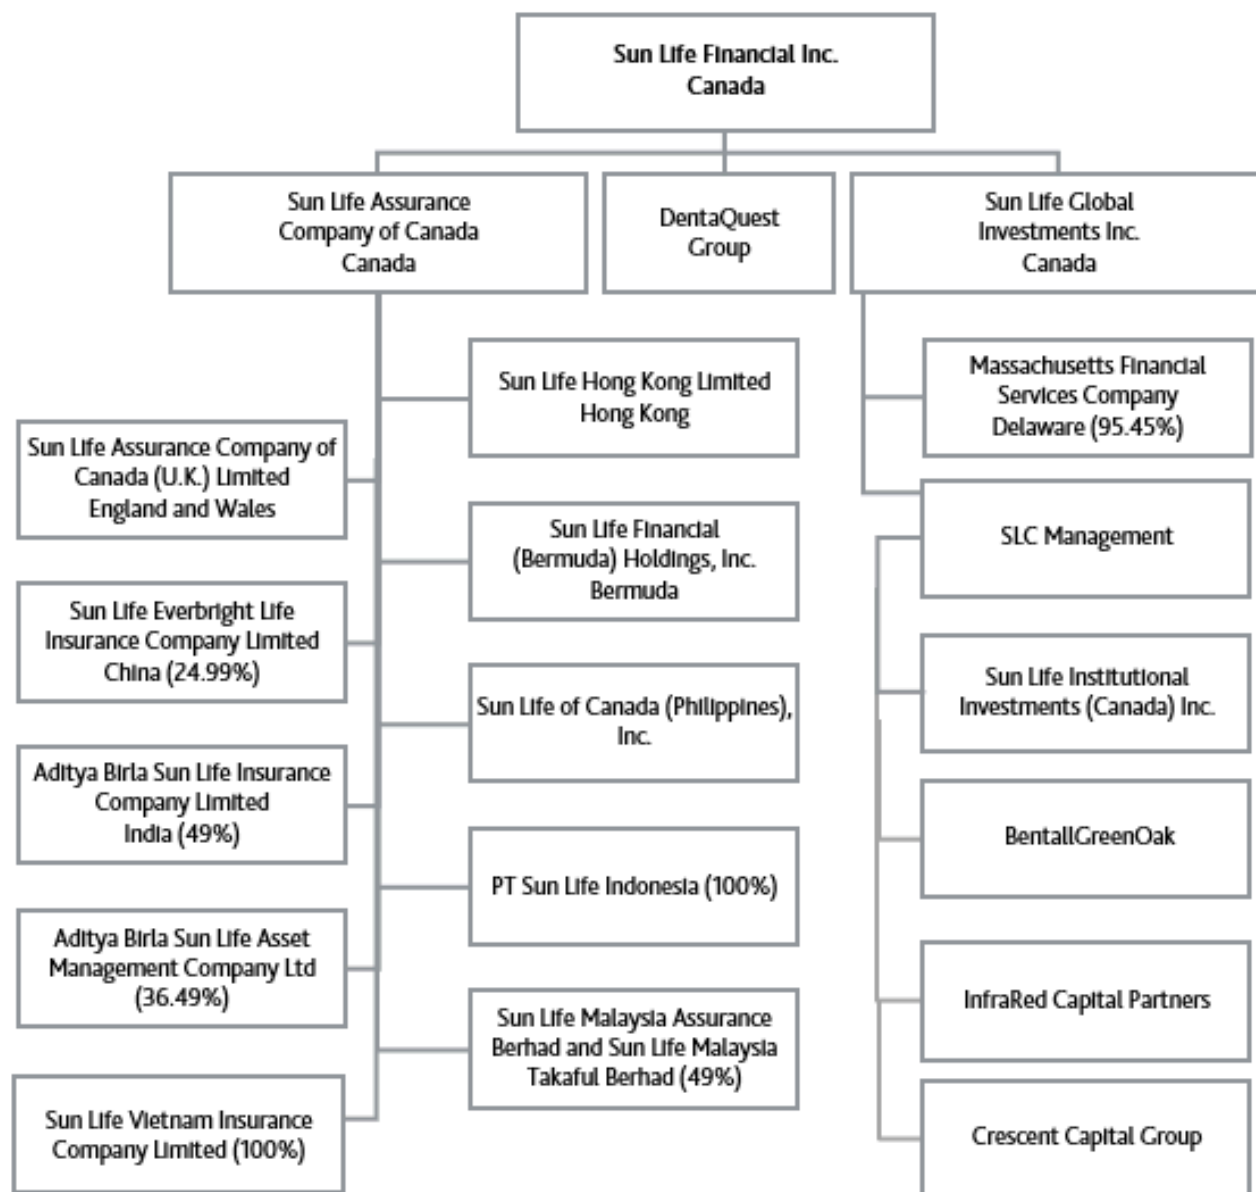 Sun Life Financial Inc.
Canada
Sun Life Assurance
Company of Canada
Canada
DentaQuest
Group
Sun Life Global
Investments Inc.
Canada
Sun Life Assurance Company of
Canada (U.K.) Limited
England and Wales
Sun Life Everbright Life
Insurance Company Limited
China (24.99%)
Aditya Birla Sun Life Insurance
Company Limited
India (49%)
Aditya Birla Sun Life Asset
Management Company Ltd
(36.49%)
Sun Life Vietnam Insurance
Company Limited (100%)
Sun Life Hong Kong Limited
Hong Kong
Sun Life Financial
(Bermuda) Holdings, Inc.
Bermuda
Sun Life of Canada (Philippines),
Inc.
PT Sun Life Indonesia (100%)
Sun Life Malaysia Assurance
Berhad and Sun Life Malaysia
Takaful Berhad (49%)
Massachusetts Financial
Services Company
Delaware (95.45%)
SLC Management
Sun Life Institutional
Investments (Canada) Inc.
BentallGreenOak
InfraRed Capital Partners
Crescent Capital Group